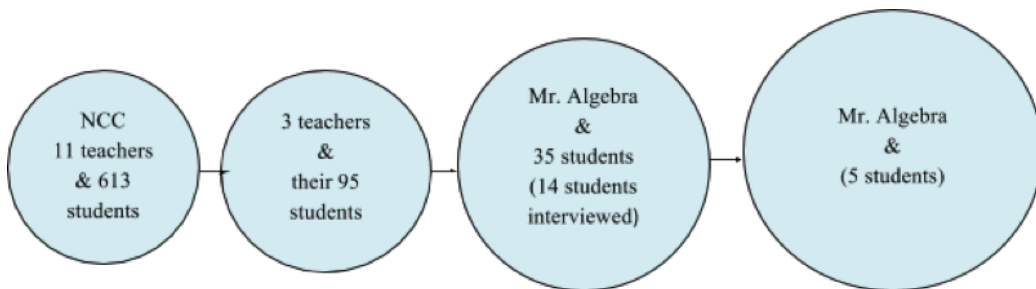 NCC
11 teachers
& 613
students
3 teachers
&
their 95
students
Mr. Algebra
&
35 students
(14 students
interviewed)
Mr. Algebra
&
(5 students)